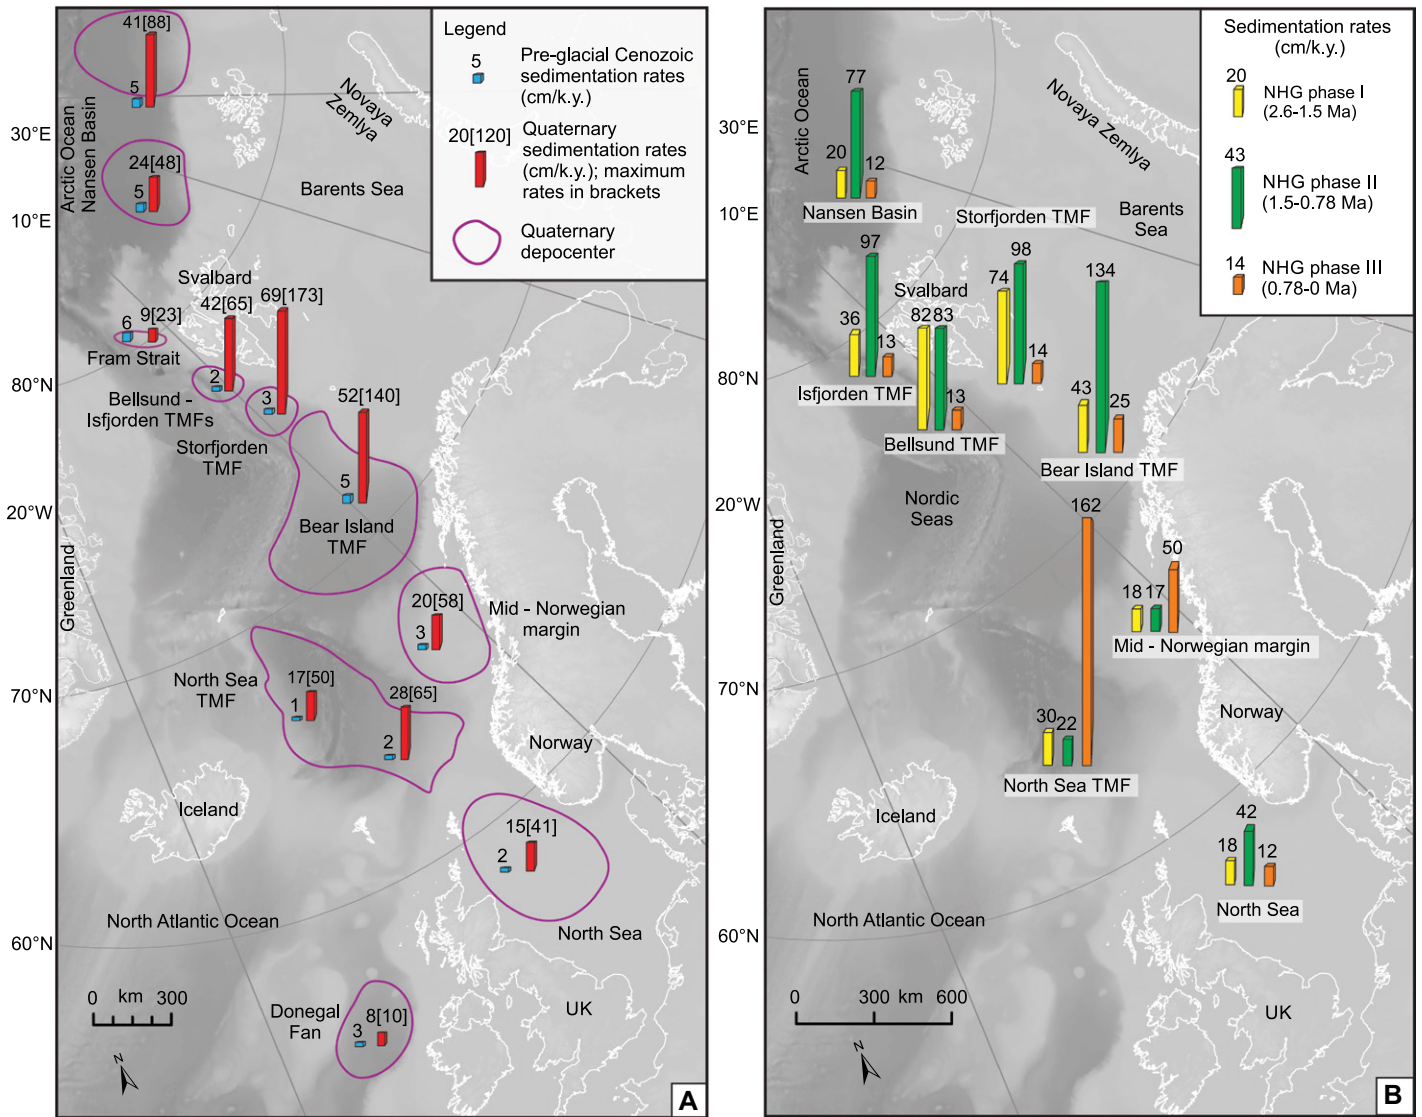 41[88]
5
30°E
Arctic Ocean
Nansen Basin
24[48]
5
10°E
Novaya
Zemlya
Barents Sea
Legend
5
Pre-glacial Cenozoic
sedimentation rates
(cm/k.y.)
20[120]
Quaternary
sedimentation rates
(cm/k.y.); maximum
rates in brackets
Quaternary
depocenter
Svalbard
42[65]
69[173]
6
9[23]
Fram Strait
2
3
80°N
Bellsund -
Isfjorden TMFs
Storfjorden
TMF
52[140]
5
20°W
Bear Island
TMF
Greenland
20[58]
3
Mid - Norwegian
margin
North Sea
TMF
17[50]
1
28[65]
2
70°N
Norway
Iceland
15[41]
2
North Atlantic Ocean
North Sea
60°N
0 km 300
Donegal
Fan
8[10]
3
UK
N
A
Sedimentation rates
(cm/k.y.)
20
NHG phase I
(2.6-1.5 Ma)
43
NHG phase II
(1.5-0.78 Ma)
14
NHG phase III
(0.78-0 Ma)
77
20
12
30°E
Arctic Ocean
Nansen Basin
10°E
Novaya Zemlya
Storfjorden TMF
Barents
Sea
97
36
13
Isfjorden TMF
Svalbard
82
83
13
Bellsund TMF
98
74
14
134
43
25
Bear Island TMF
80°N
Nordic
Seas
20°W
Greenland
162
30
22
North Sea TMF
50
18
17
Mid - Norwegian margin
70°N
Norway
Iceland
42
18
12
North Sea
North Atlantic Ocean
60°N
0 300 km 600
UK
N
B